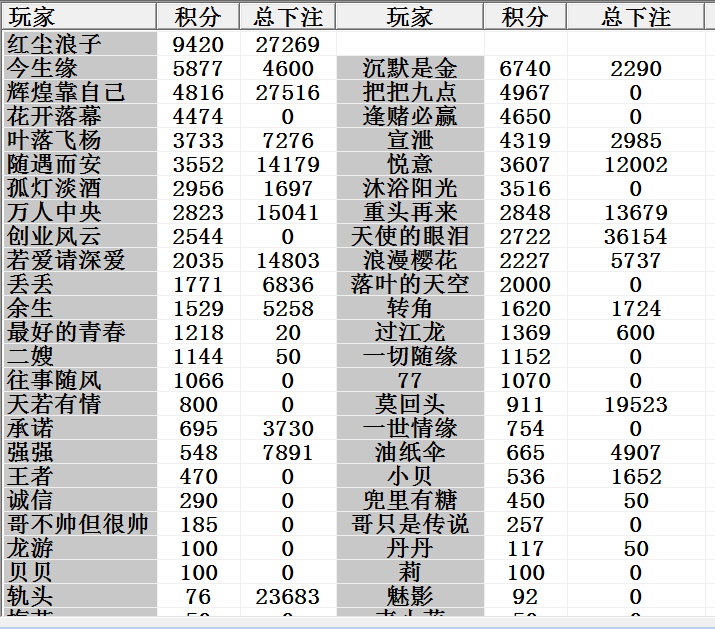 玩家 积分 总下注 玩家 积分 总下注
红尘浪子 9420 27269
今生缘 5877 4600 沉默是金 6740 2290
辉煌靠自己 4816 27516 把把九点 4967 0
花开落幕 4474 0 逢赌必赢 4650 0
叶落飞杨 3733 7276 宣泄 4319 2985
随遇而安 3552 14179 悦意 3607 12002
孤灯淡酒 2956 1697 沐浴阳光 3516 0
万人中央 2823 15041 重头再来 2848 13679
创业风云 2544 0 天使的眼泪 2722 36154
若爱请深爱 2035 14803 浪漫樱花 2227 5737
丢丢 1771 6836 落叶的天空 2000 0
余生 1529 5258 转角 1620 1724
最好的青春 1218 20 过江龙 1369 600
二嫂 1144 50 一切随缘 1152 0
往事随风 1066 0 77 1070 0
天若有情 800 0 莫回头 911 19523
承诺 695 3730 一世情缘 754 0
强强 548 7891 油纸伞 665 4907
王者 470 0 小贝 536 1652
诚信 290 0 兜里有糖 450 50
哥不帅但很帅 185 0 哥只是传说 257 0
龙游 100 0 丹丹 117 50
贝贝 100 0 莉 100 0
轨头 76 23683 魅影 92 0